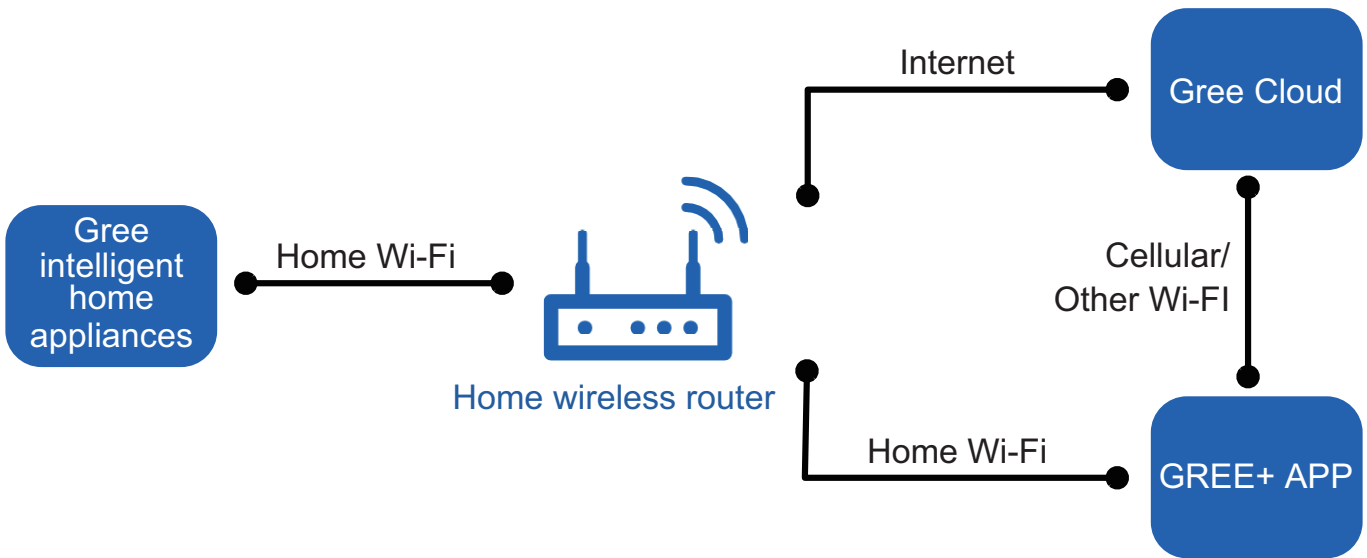 Internet
Gree Cloud
Gree
intelligent
home
appliances
Home Wi-Fi
Cellular/
Other Wi-FI
Home wireless router
Home Wi-Fi
GREE+ APP